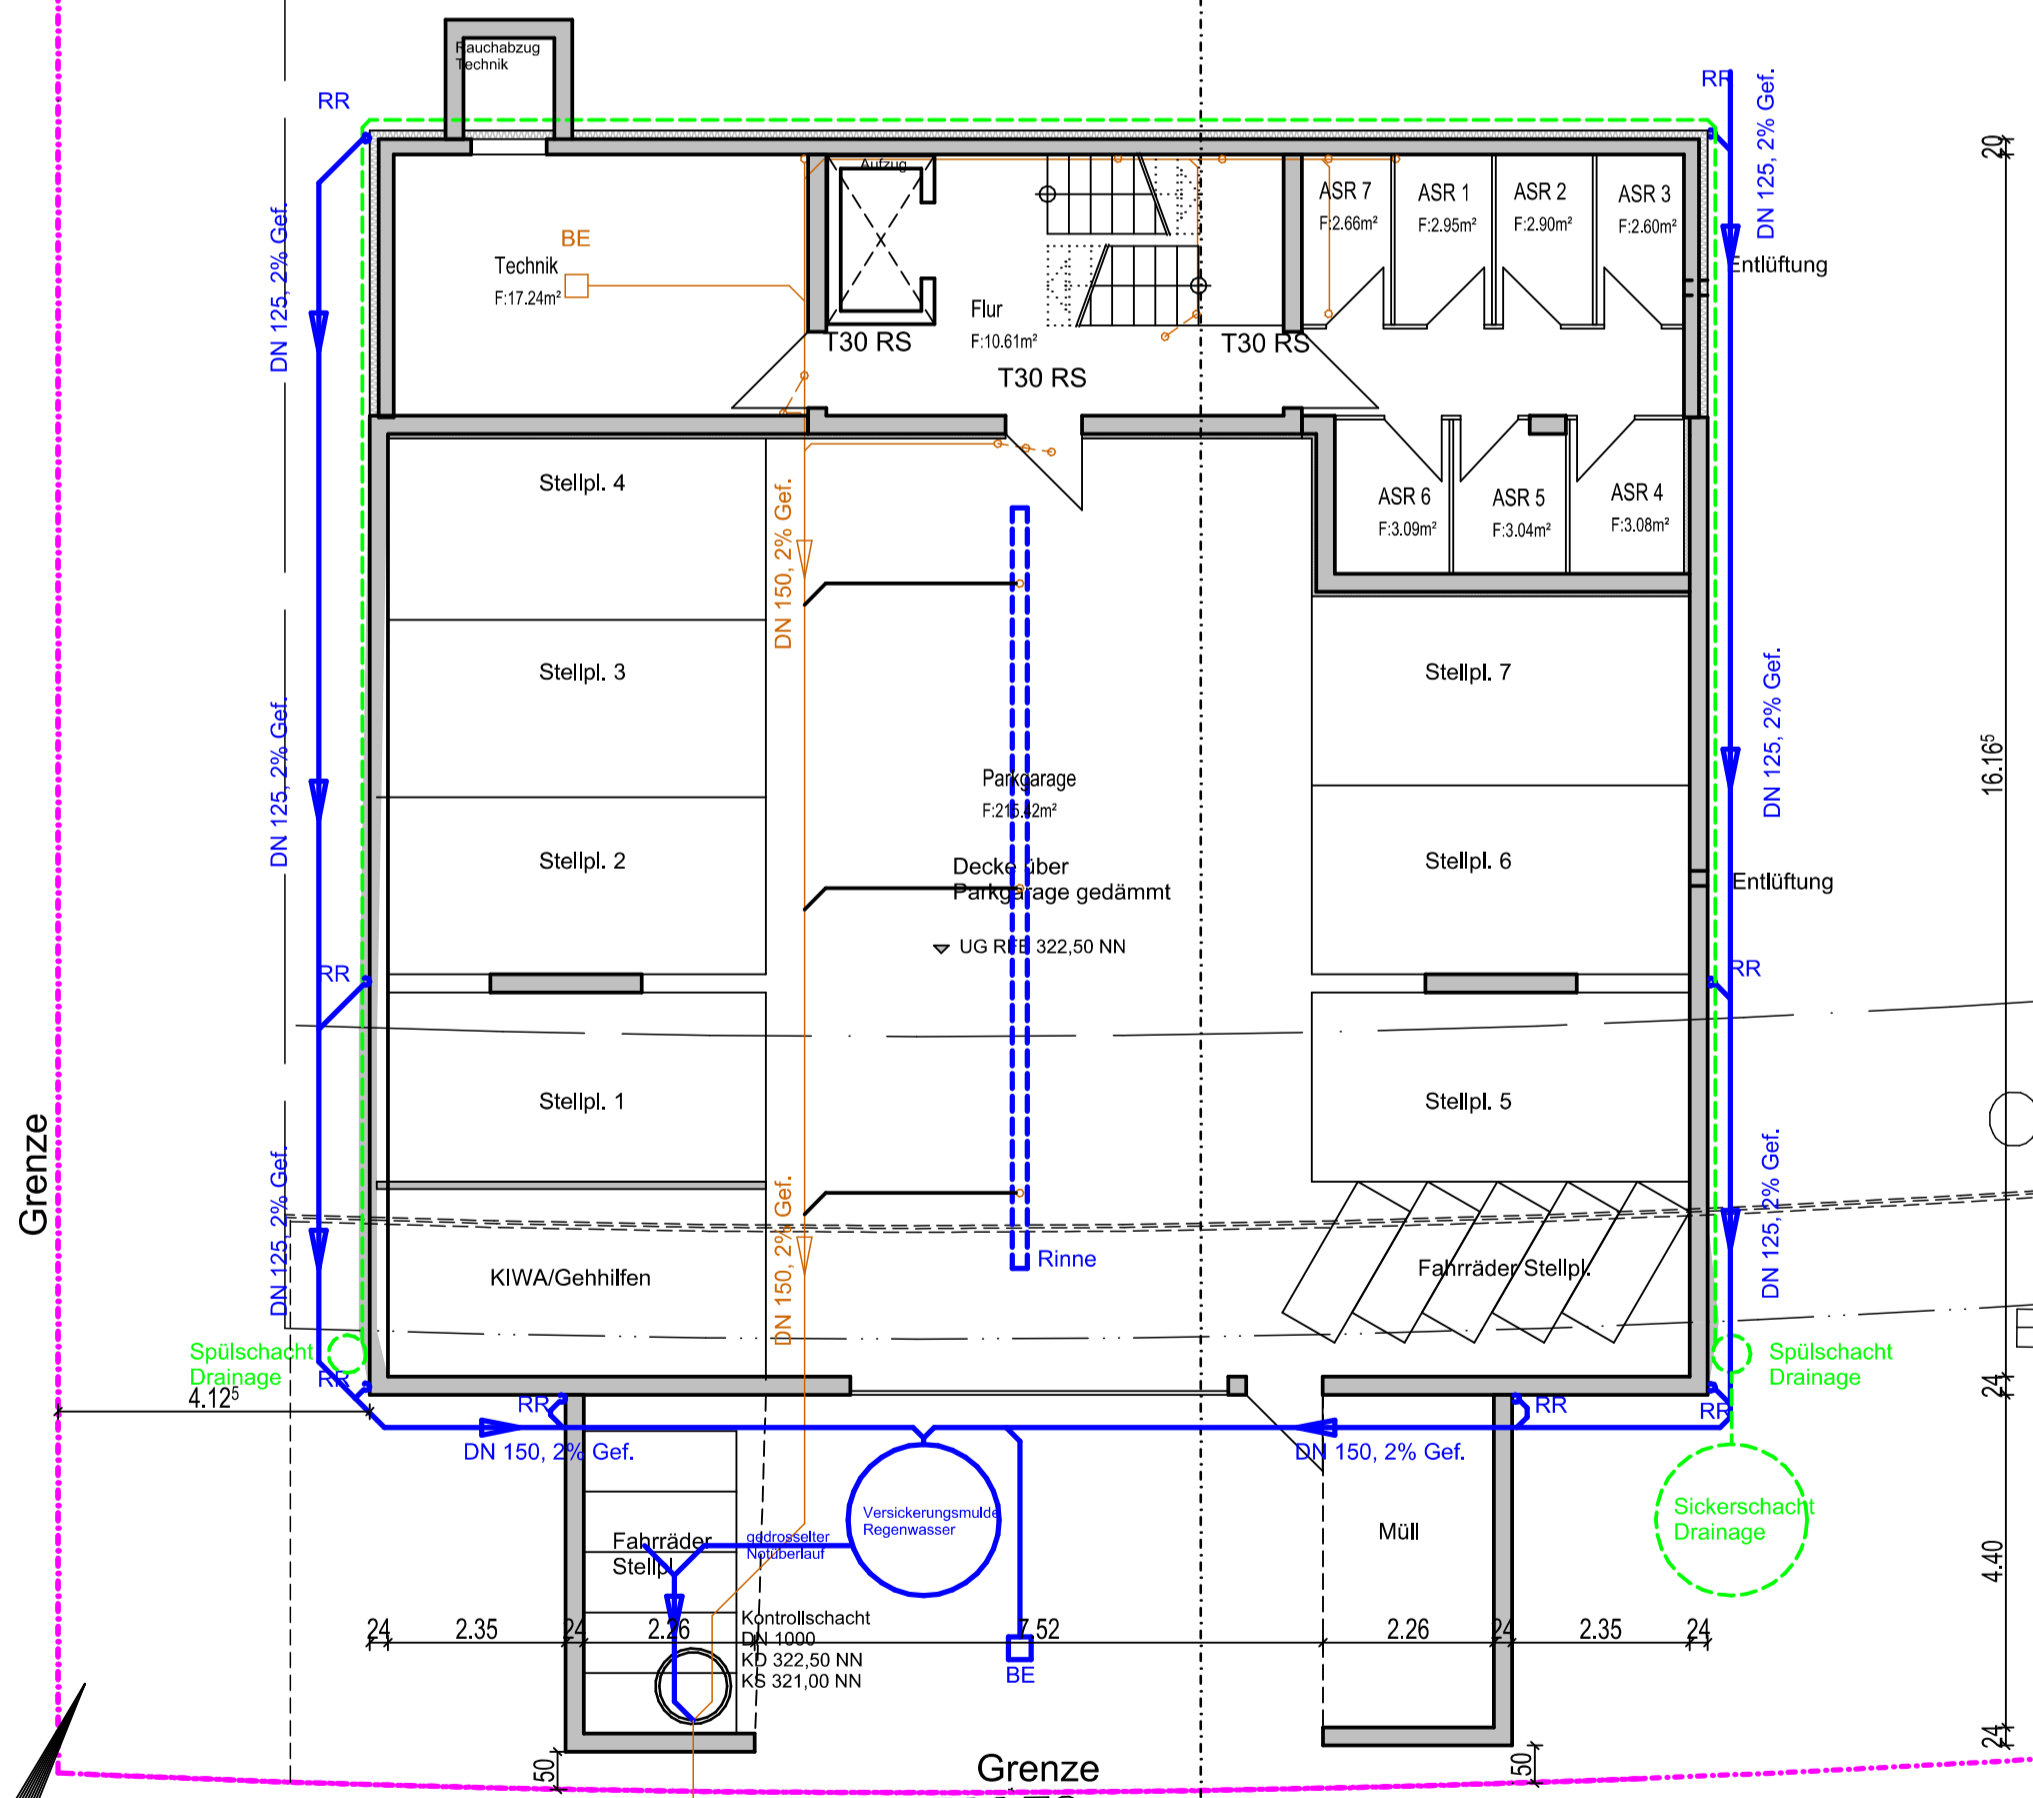 Rauchabzug
Technik
RR
RR
DN 125, 2% Gef.
20
Aufzug
ASR 7
F:2.66m²
ASR 1
F:2.95m²
ASR 2
F:2.90m²
ASR 3
F:2.60m²
BE
Technik
F:17.24m²
DN 125, 2% Gef.
Entlüftung
Flur
F:10.61m²
T30 RS
T30 RS
T30 RS
Stellpl. 4
DN 150, 2% Gef.
ASR 6
F:3.09m²
ASR 5
F:3.04m²
ASR 4
F:3.08m²
Stellpl. 3
Stellpl. 7
DN 125, 2% Gef.
DN 125, 2% Gef.
16.16⁵
Parkgarage
F:215.42m²
Stellpl. 2
Decke über
Parkgarage gedämmt
Stellpl. 6
Entlüftung
UG RFB 322,50 NN
RR
RR
Stellpl. 1
Stellpl. 5
Grenze
DN 125, 2% Gef.
DN 150, 2% Gef.
DN 125, 2% Gef.
Rinne
KIWA/Gehhilfen
Fahrräder Stellpl.
Spülschacht
Drainage
Spülschacht
Drainage
RR
4.12⁵
RR
RR
RR
24
DN 150, 2% Gef.
DN 150, 2% Gef.
Versickerungsmulde
Regenwasser
Sickerschacht
Drainage
Fahrräder
Stellpl.
gedrosselter
Notüberlauf
Müll
4.40
24
2.35
24
2.26
7.52
2.26
24
2.35
24
Kontrollschacht
DN 1000
KD 322,50 NN
KS 321,00 NN
BE
24
50
Grenze
50